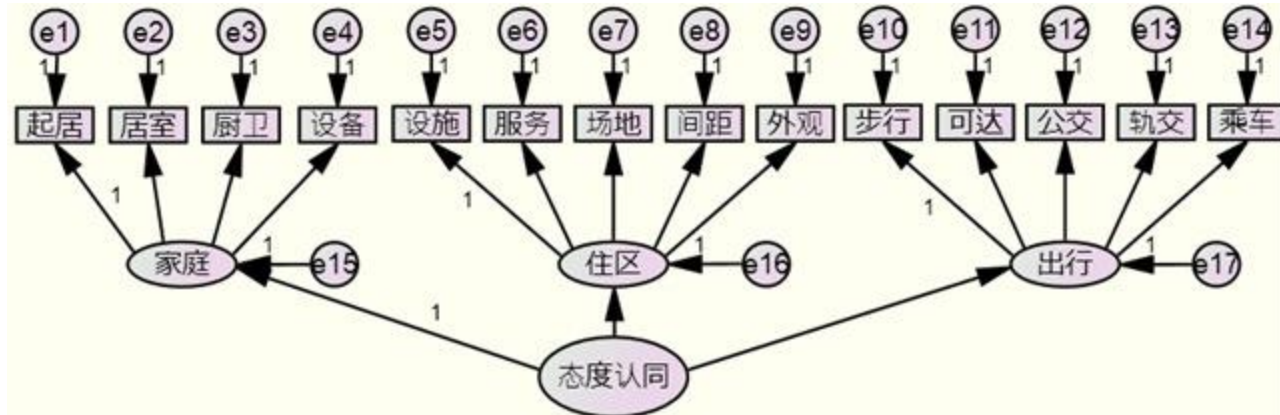 e1 e2 e3 e4 e5 e6 e7 e8 e9 e10 e11 e12 e13 e14
1 1 1 1 1 1 1 1 1 1 1 1 1 1
起居 居室 厨卫 设备 设施 服务 场地 间距 外观 步行 可达 公交 轨交 乘车
1 1 1
家庭 1 e15 住区 1 e16 出行 1 e17
1
态度认同